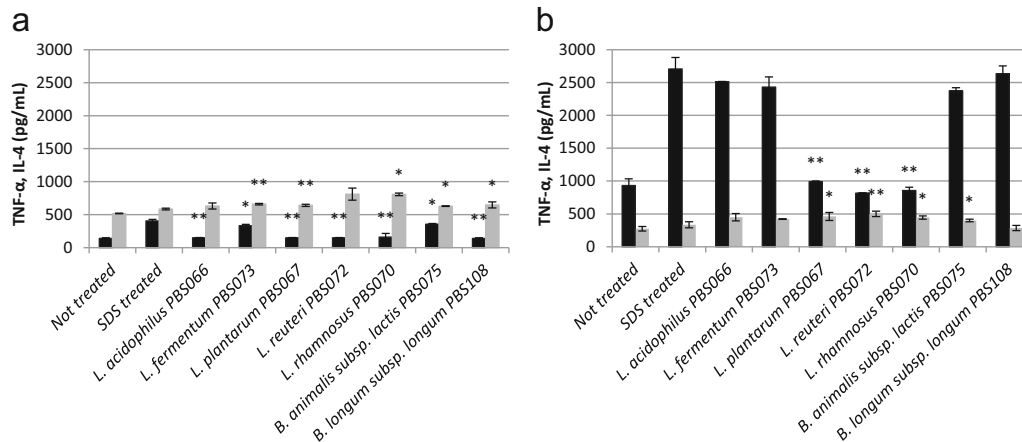 a
TNF-α, IL-4 (pg/mL)
3000
2500
2000
1500
1000
500
0
** * ** * ** ** ** ** * * * **
Not treated
SDS treated
L. acidophilus PBS066
L. fermentum PBS073
L. plantarum PBS067
L. reuteri PBS072
L. rhamnosus PBS070
B. animalis subsp. lactis PBS075
B. longum subsp. longum PBS108
b
TNF-α, IL-4 (pg/mL)
3000
2500
2000
1500
1000
500
0
** * ** ** ** * *
Not treated
SDS treated
L. acidophilus PBS066
L. fermentum PBS073
L. plantarum PBS067
L. reuteri PBS072
L. rhamnosus PBS070
B. animalis subsp. lactis PBS075
B. longum subsp. longum PBS108